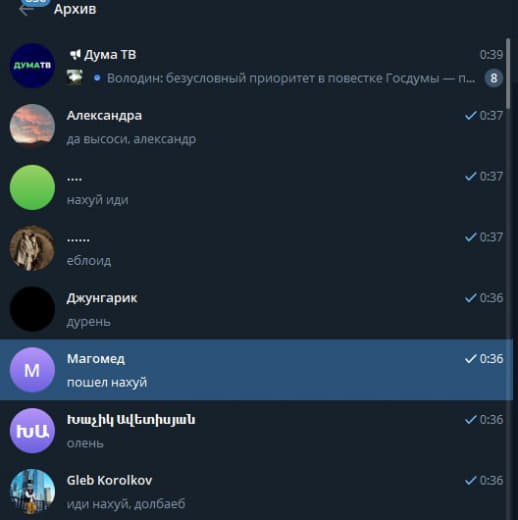 Архив
ДУМАТВ
Дума ТВ
0:39
Володин: безусловный приоритет в повестке Госдумы — п...
8
Александра
0:37
да высоси, александр
....
0:37
нахуй иди
......
0:37
еблоид
Джунгарик
0:36
дурень
М
Магомед
0:36
пошел нахуй
ԽԱ
Խաչիկ Ավետիսյան
0:36
олень
Gleb Korolkov
0:36
иди нахуй, долбаеб